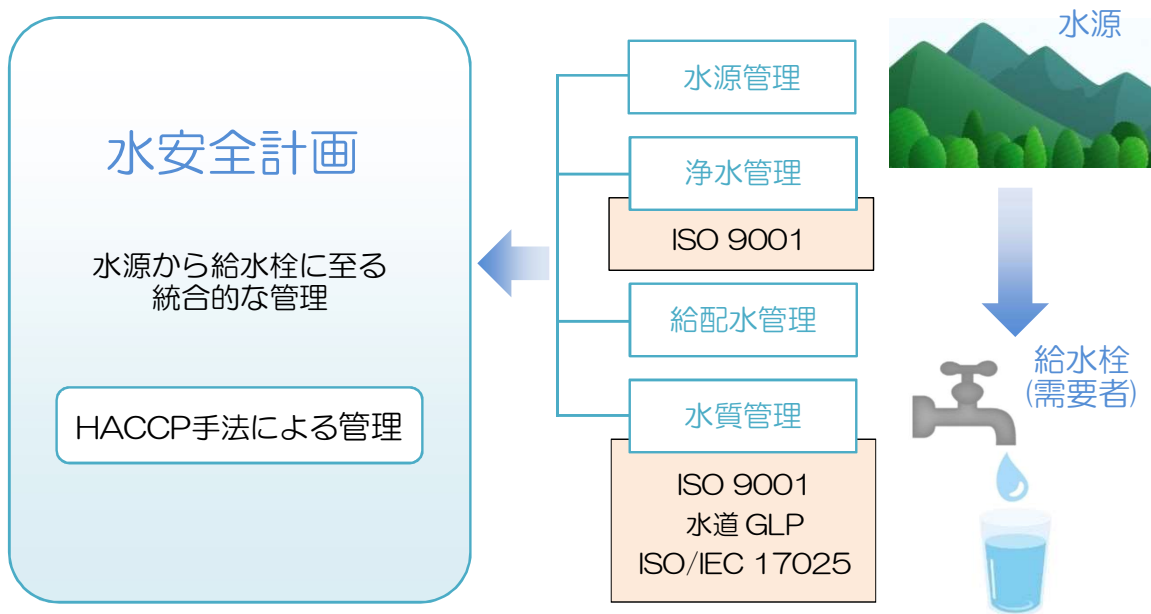 水安全計画
水源から給水栓に至る
統合的な管理
HACCP手法による管理
水源管理
浄水管理
ISO 9001
給配水管理
水質管理
ISO 9001
水道 GLP
ISO/IEC 17025
水源
給水栓
(需要者)